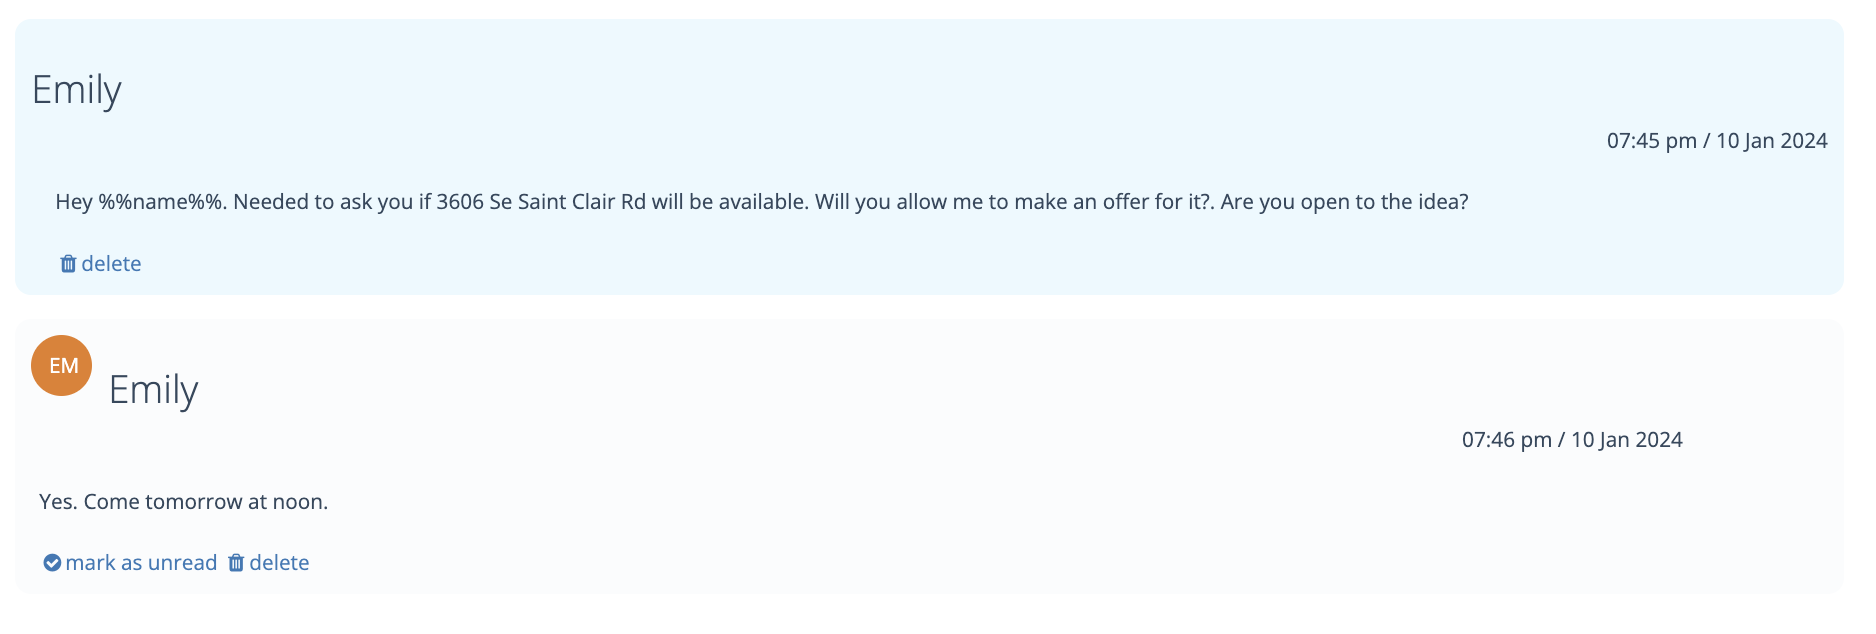 Emily
07:45 pm / 10 Jan 2024
Hey %%name%%. Needed to ask you if 3606 Se Saint Clair Rd will be available. Will you allow me to make an offer for it?. Are you open to the idea?
delete
EM
Emily
07:46 pm / 10 Jan 2024
Yes. Come tomorrow at noon.
mark as unread delete